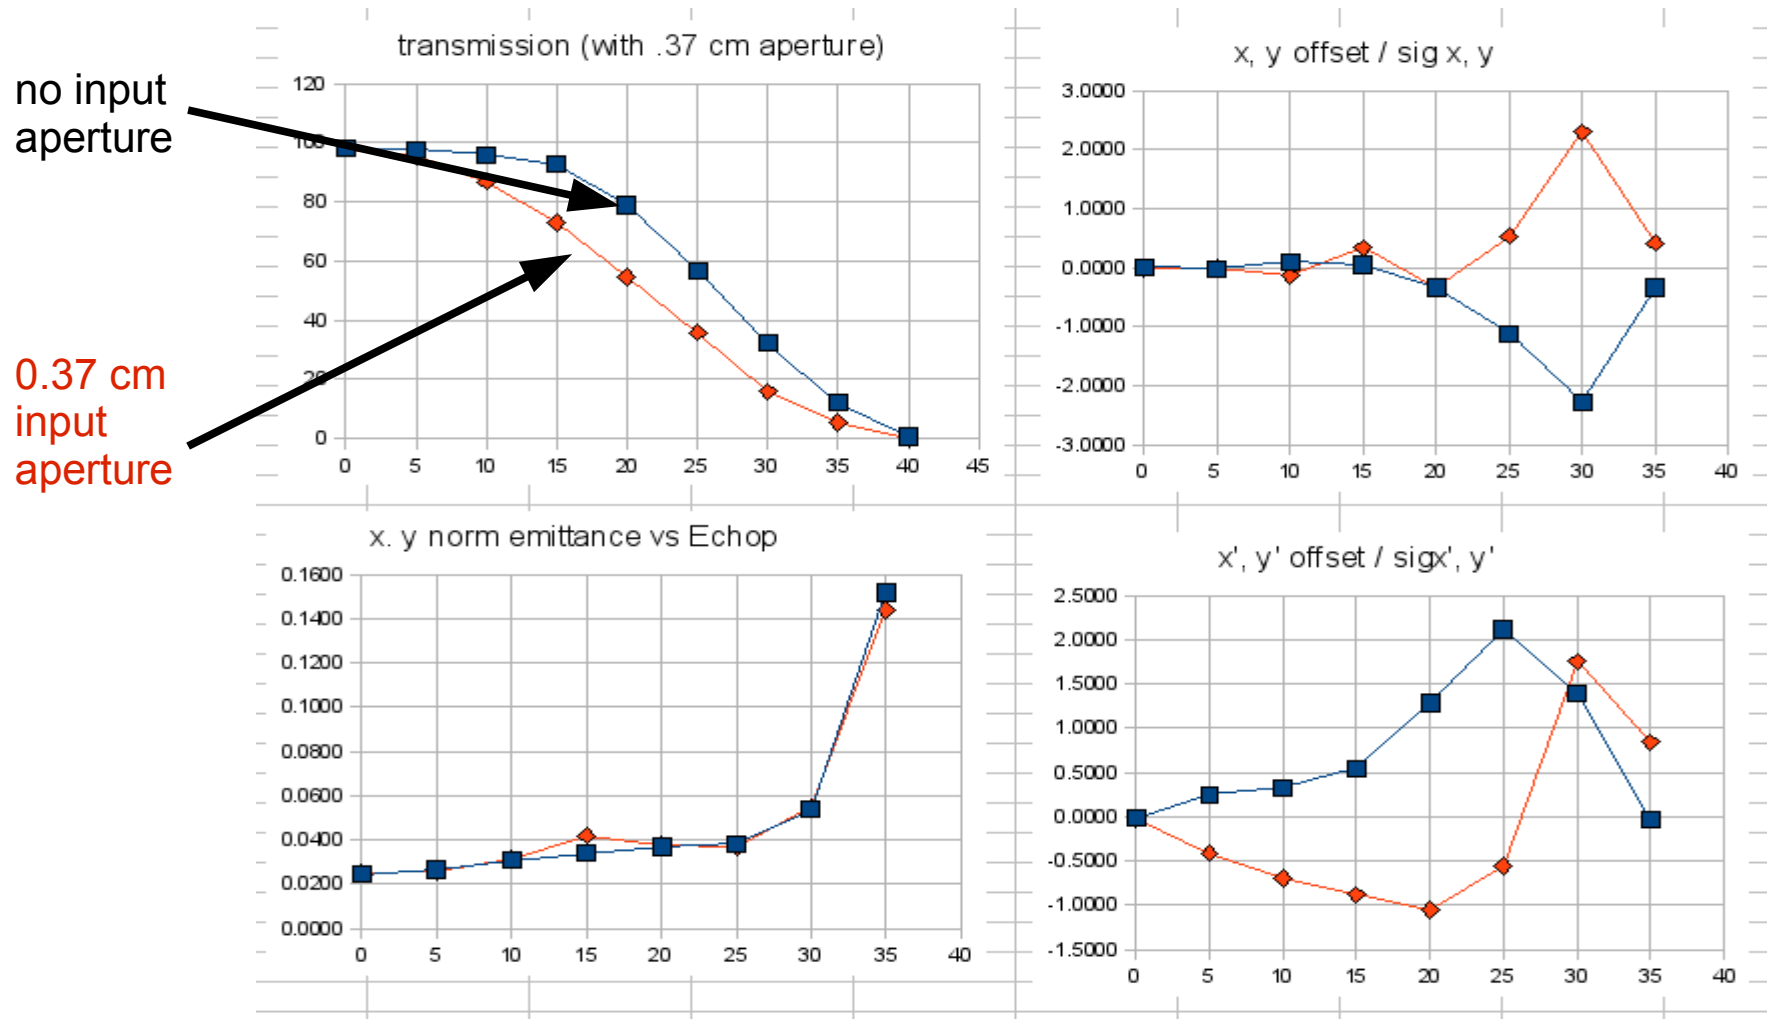 no input
aperture
0.37 cm
input
aperture
transmission (with .37 cm aperture)
120
100
80
60
40
20
0
0 5 10 15 20 25 30 35 40 45
x, y offset / sig x, y
3.0000
2.0000
1.0000
0.0000
-1.0000
-2.0000
-3.0000
0 5 10 15 20 25 30 35 40
x. y norm emittance vs Echop
0.1600
0.1400
0.1200
0.1000
0.0800
0.0600
0.0400
0.0200
0.0000
0 5 10 15 20 25 30 35 40
x', y' offset / sigx', y'
2.5000
2.0000
1.5000
1.0000
0.5000
0.0000
-0.5000
-1.0000
-1.5000
0 5 10 15 20 25 30 35 40